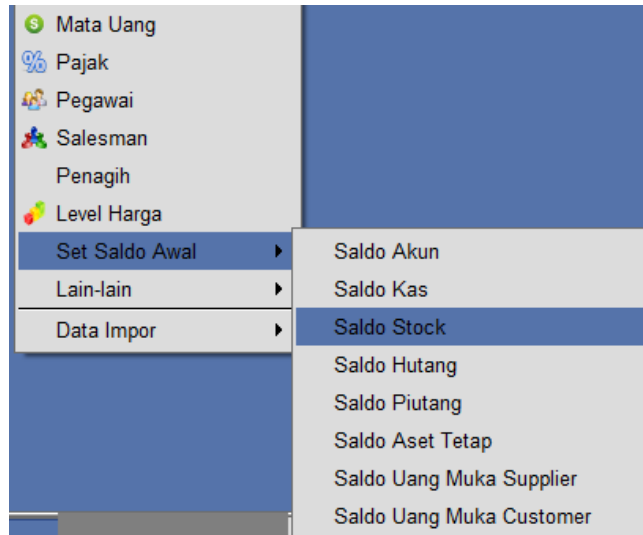 Mata Uang
Pajak
Pegawai
Salesman
Penagih
Level Harga
Set Saldo Awal
Lain-lain
Data Impor
Saldo Akun
Saldo Kas
Saldo Stock
Saldo Hutang
Saldo Piutang
Saldo Aset Tetap
Saldo Uang Muka Supplier
Saldo Uang Muka Customer